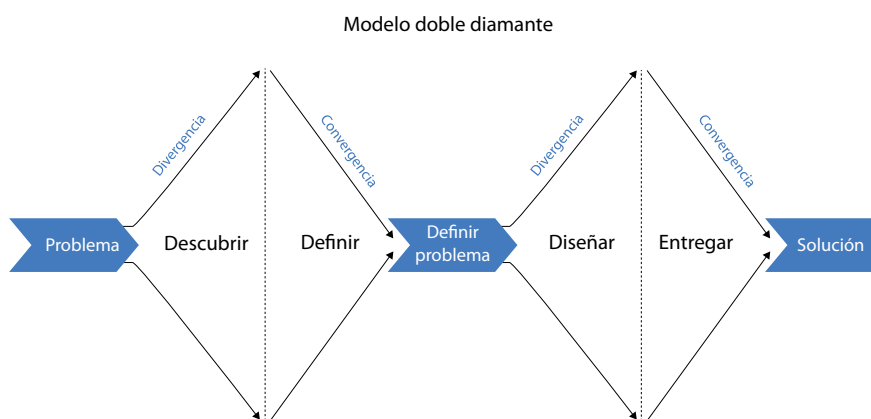 Modelo doble diamante
Divergencia
Convergencia
Divergencia
Convergencia
Problema
Descubrir
Definir
Definir
problema
Diseñar
Entregar
Solución